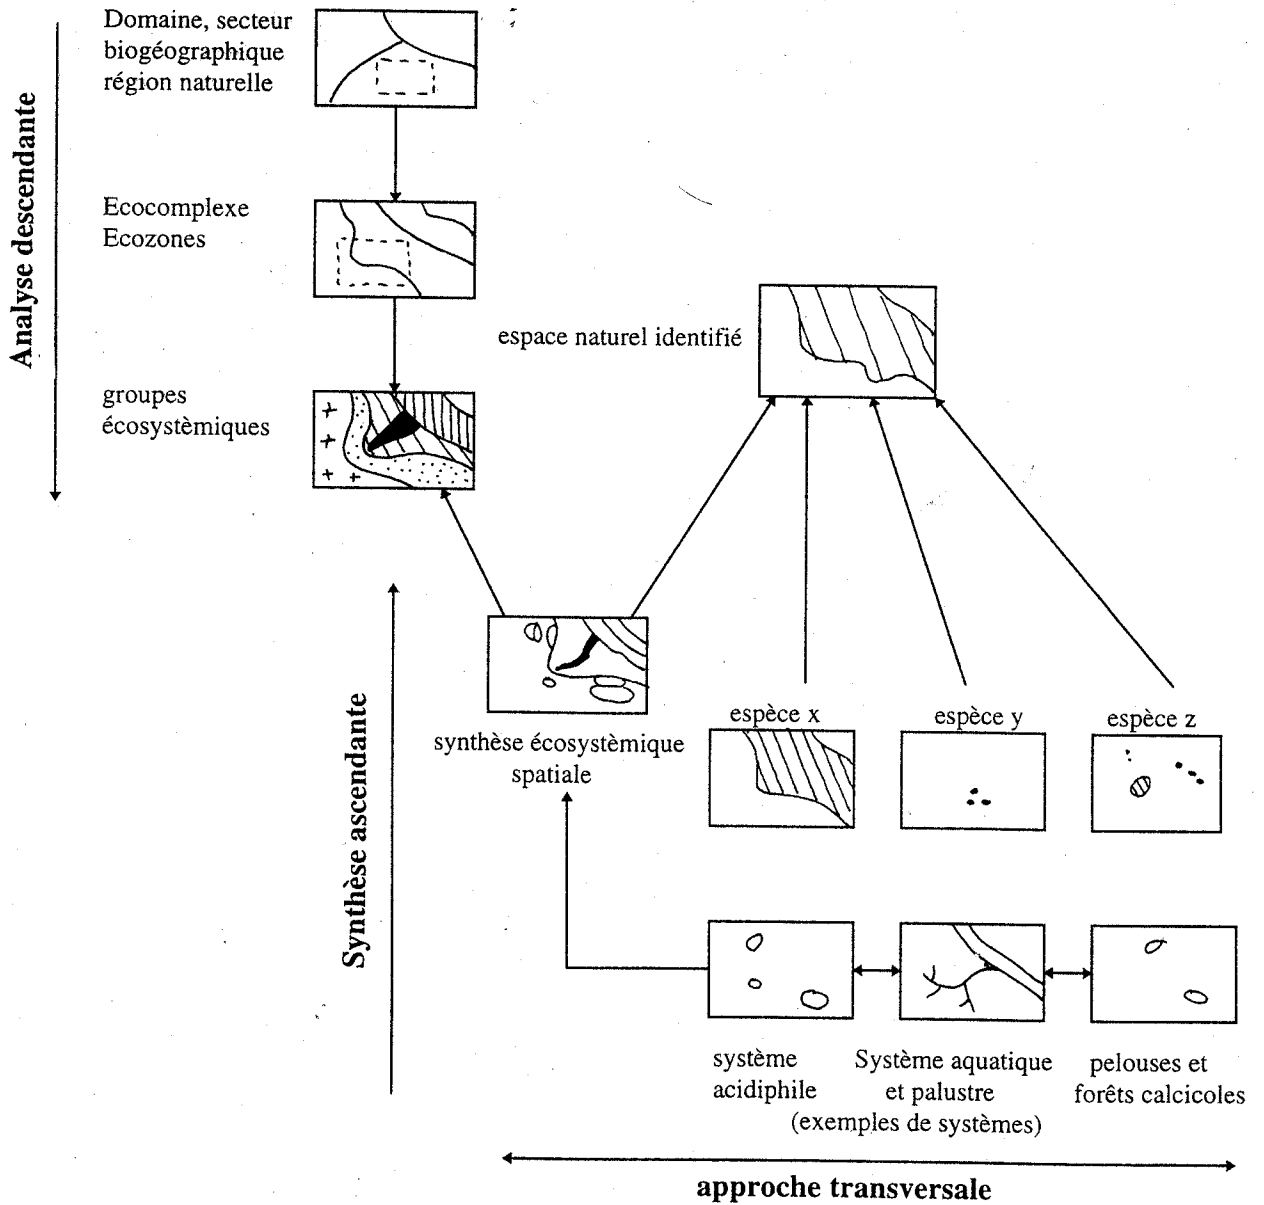 Domaine, secteur
biogéographique
région naturelle
Analyse descendante
Ecocomplexe
Ecozones
espace naturel identifié
groupes
écosystèmiques
Synthèse ascendante
synthèse écosystèmique
spatiale
espèce x
espèce y
espèce z
système
acidiphile
Système aquatique
et palustre
(exemples de systèmes)
pelouses et
forêts calcicoles
approche transversale